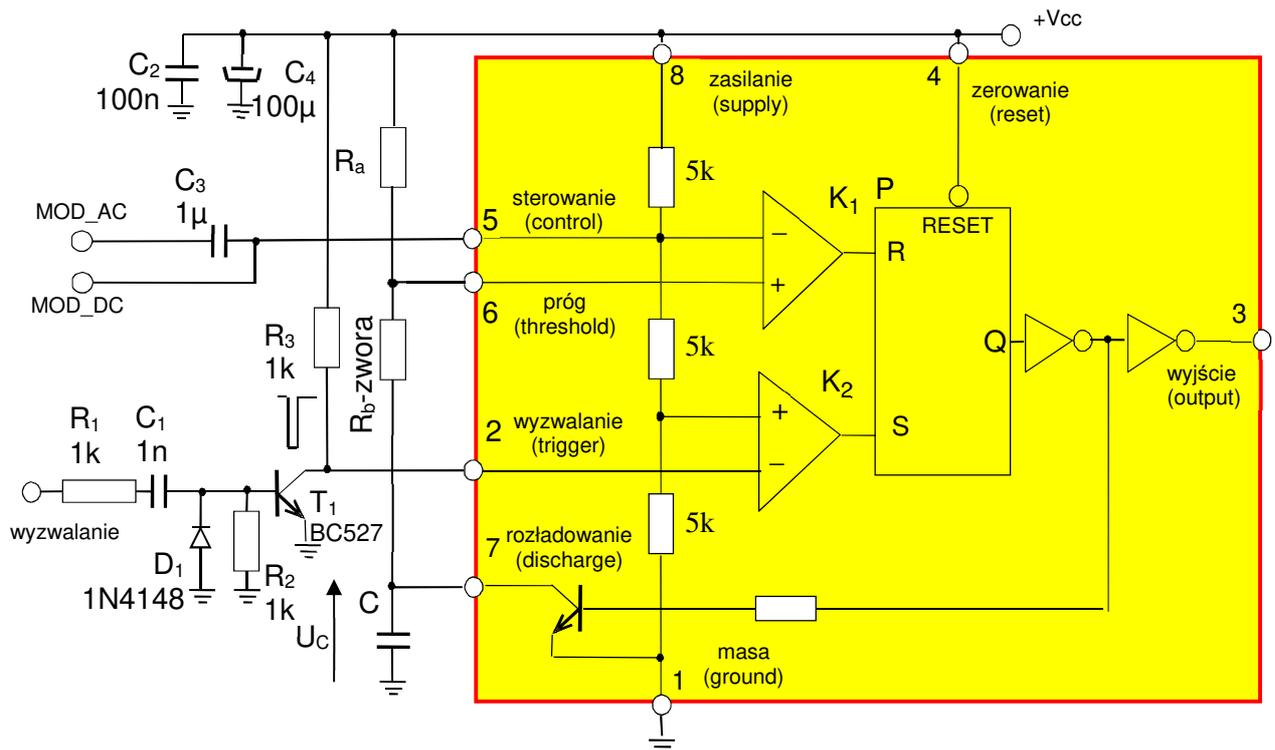 +Vcc
C2
100n
C4
100µ
8
zasilanie
(supply)
4
zerowanie
(reset)
Ra
5k
C3
1µ
MOD_AC
MOD_DC
5
sterowanie
(control)
K1
P
RESET
R
−
+
6
próg
(threshold)
R3
1k
Rb-zwora
5k
K2
Q
3
wyjście
(output)
R1
1k
C1
1n
2
wyzwalanie
(trigger)
+
−
S
wyzwalanie
T1
BC527
5k
7
rozładowanie
(discharge)
D1
1N4148
R2
1k
UC
C
masa
(ground)
1